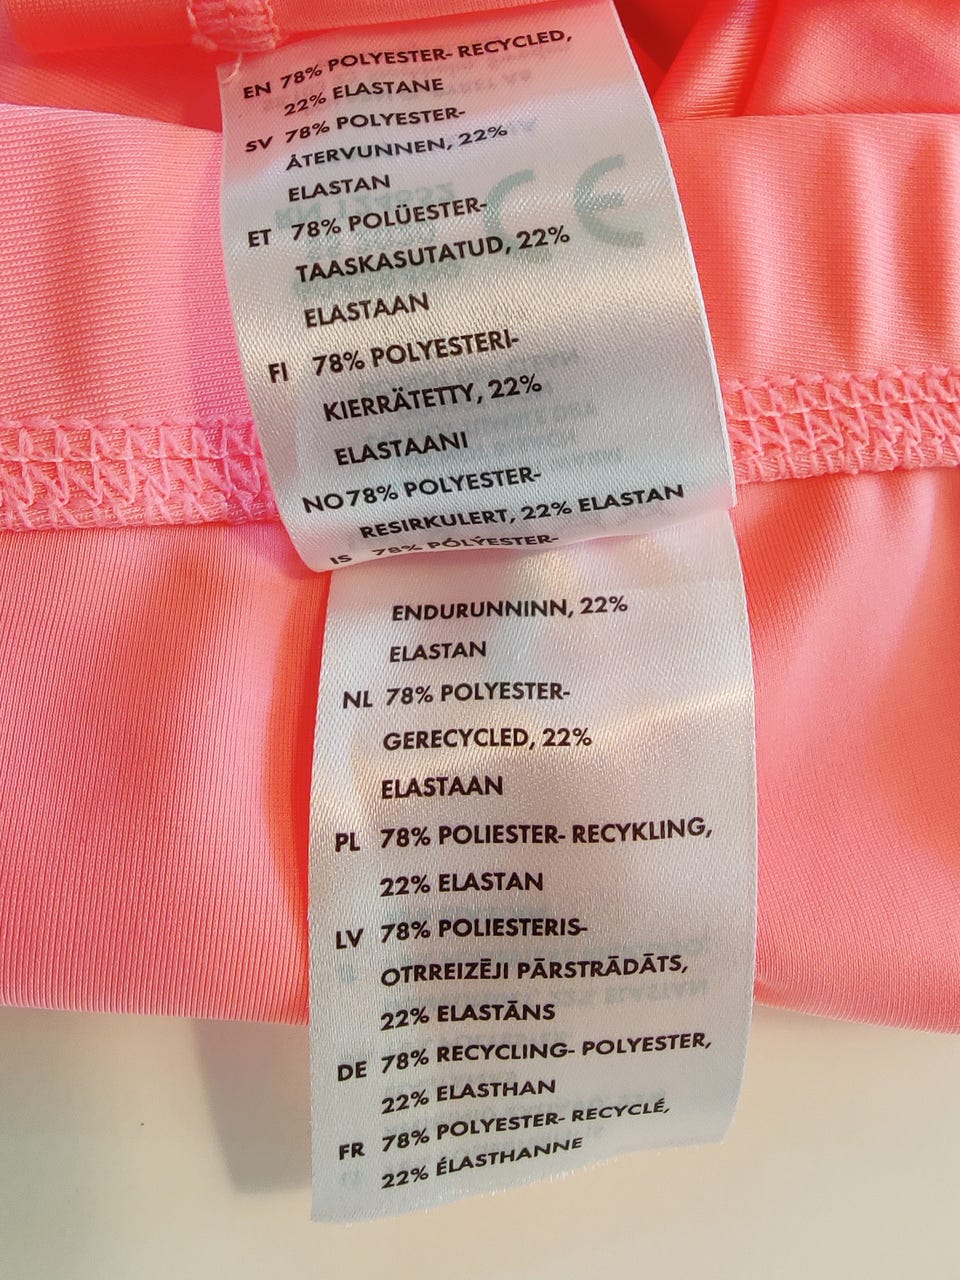 EN 78% POLYESTER- RECYCLED,
22% ELASTANE
SV 78% POLYESTER-
ÅTERVUNNEN, 22%
ELASTAN
ET 78% POLÜESTER-
TAASKASUTATUD, 22%
ELASTAAN
FI 78% POLYESTERI-
KIERRÄTETTY, 22%
ELASTAANI
NO 78% POLYESTER-
RESIRKULERT, 22% ELASTAN
IS 78% PÓLÝESTER-
ENDURUNNINN, 22%
ELASTAN
NL 78% POLYESTER-
GERECYCLED, 22%
ELASTAAN
PL 78% POLIESTER- RECYKLING,
22% ELASTAN
LV 78% POLIESTERIS-
OTRREIZĒJI PĀRSTRĀDĀTS,
22% ELASTĀNS
DE 78% RECYCLING- POLYESTER,
22% ELASTHAN
FR 78% POLYESTER- RECYCLÉ,
22% ÉLASTHANNE